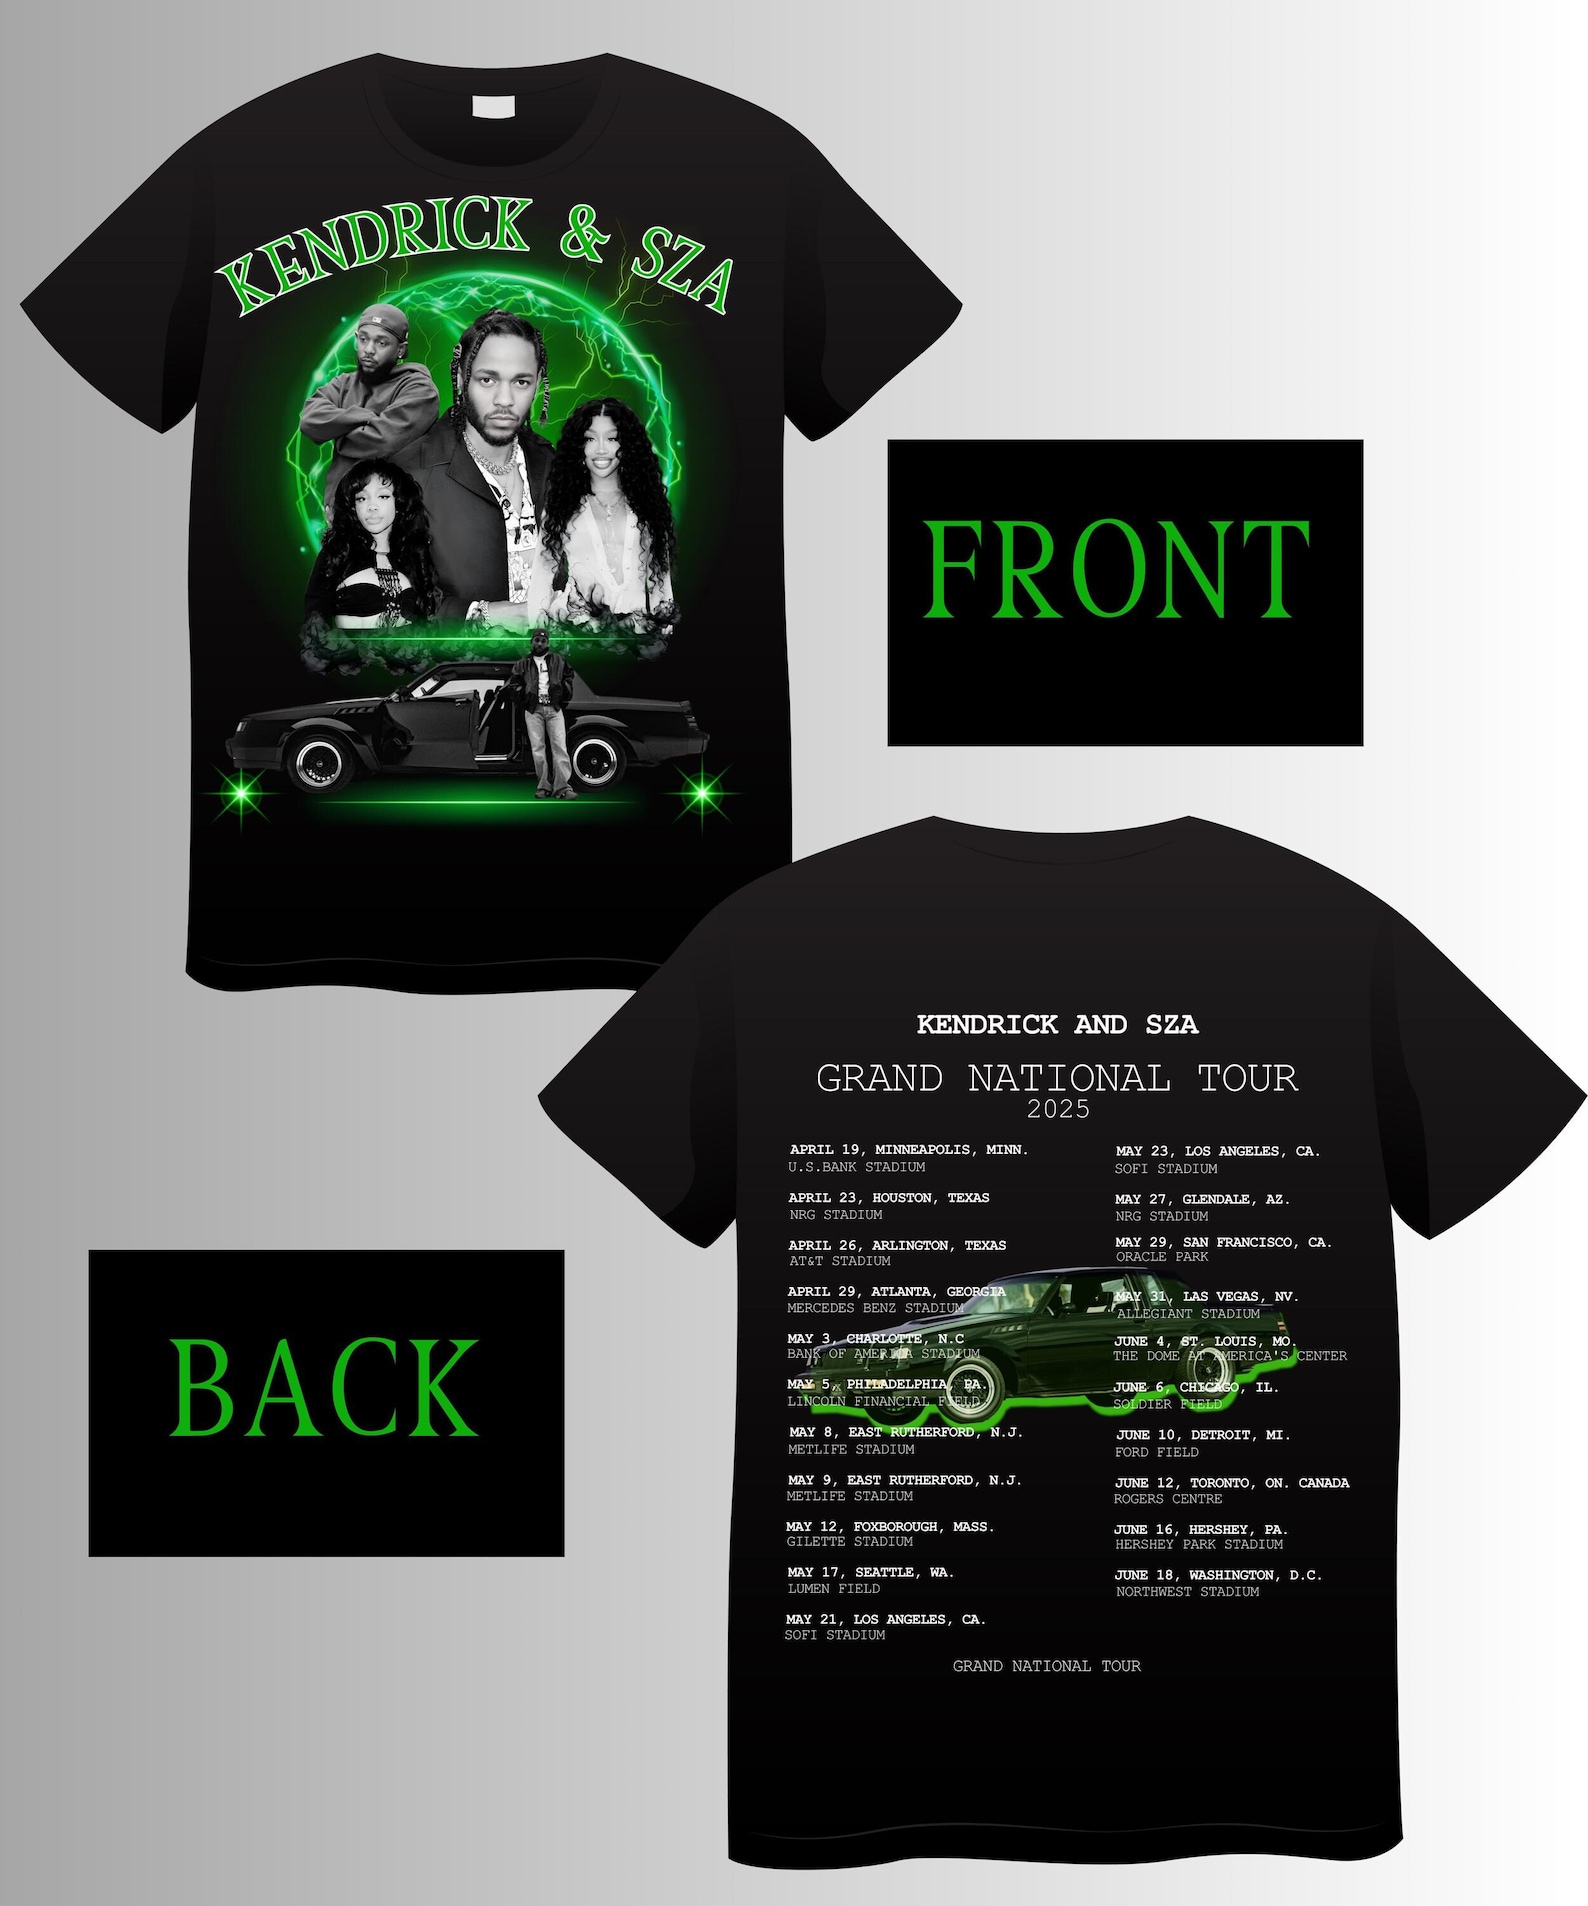 KENDRICK & SZA
FRONT
BACK
KENDRICK AND SZA
GRAND NATIONAL TOUR
2025
APRIL 19, MINNEAPOLIS, MINN.
U.S.BANK STADIUM
APRIL 23, HOUSTON, TEXAS
NRG STADIUM
APRIL 26, ARLINGTON, TEXAS
AT&T STADIUM
APRIL 29, ATLANTA, GEORGIA
MERCEDES BENZ STADIUM
MAY 3, CHARLOTTE, N.C
BANK OF AMERICA STADIUM
MAY 5, PHILADELPHIA, PA.
LINCOLN FINANCIAL FIELD
MAY 8, EAST RUTHERFORD, N.J.
METLIFE STADIUM
MAY 9, EAST RUTHERFORD, N.J.
METLIFE STADIUM
MAY 12, FOXBOROUGH, MASS.
GILETTE STADIUM
MAY 17, SEATTLE, WA.
LUMEN FIELD
MAY 21, LOS ANGELES, CA.
SOFI STADIUM
MAY 23, LOS ANGELES, CA.
SOFI STADIUM
MAY 27, GLENDALE, AZ.
NRG STADIUM
MAY 29, SAN FRANCISCO, CA.
ORACLE PARK
MAY 31, LAS VEGAS, NV.
ALLEGIANT STADIUM
JUNE 4, ST. LOUIS, MO.
THE DOME AT AMERICA'S CENTER
JUNE 6, CHICAGO, IL.
SOLDIER FIELD
JUNE 10, DETROIT, MI.
FORD FIELD
JUNE 12, TORONTO, ON. CANADA
ROGERS CENTRE
JUNE 16, HERSHEY, PA.
HERSHEY PARK STADIUM
JUNE 18, WASHINGTON, D.C.
NORTHWEST STADIUM
GRAND NATIONAL TOUR